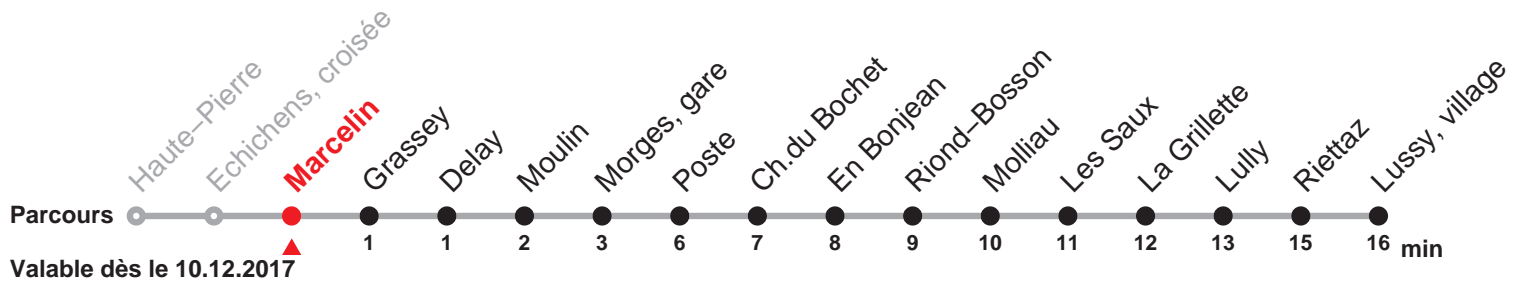 Haute–Pierre
Echichens, croisée
Marcelin
Grassey
Delay
Moulin
Morges, gare
Poste
Ch.du Bochet
En Bonjean
Riond–Bosson
Molliau
Les Saux
La Grillette
Lully
Riettaz
Lussy, village
Parcours
1 1 2 3 6 7 8 9 10 11 12 13 15 16 min
Valable dès le 10.12.2017